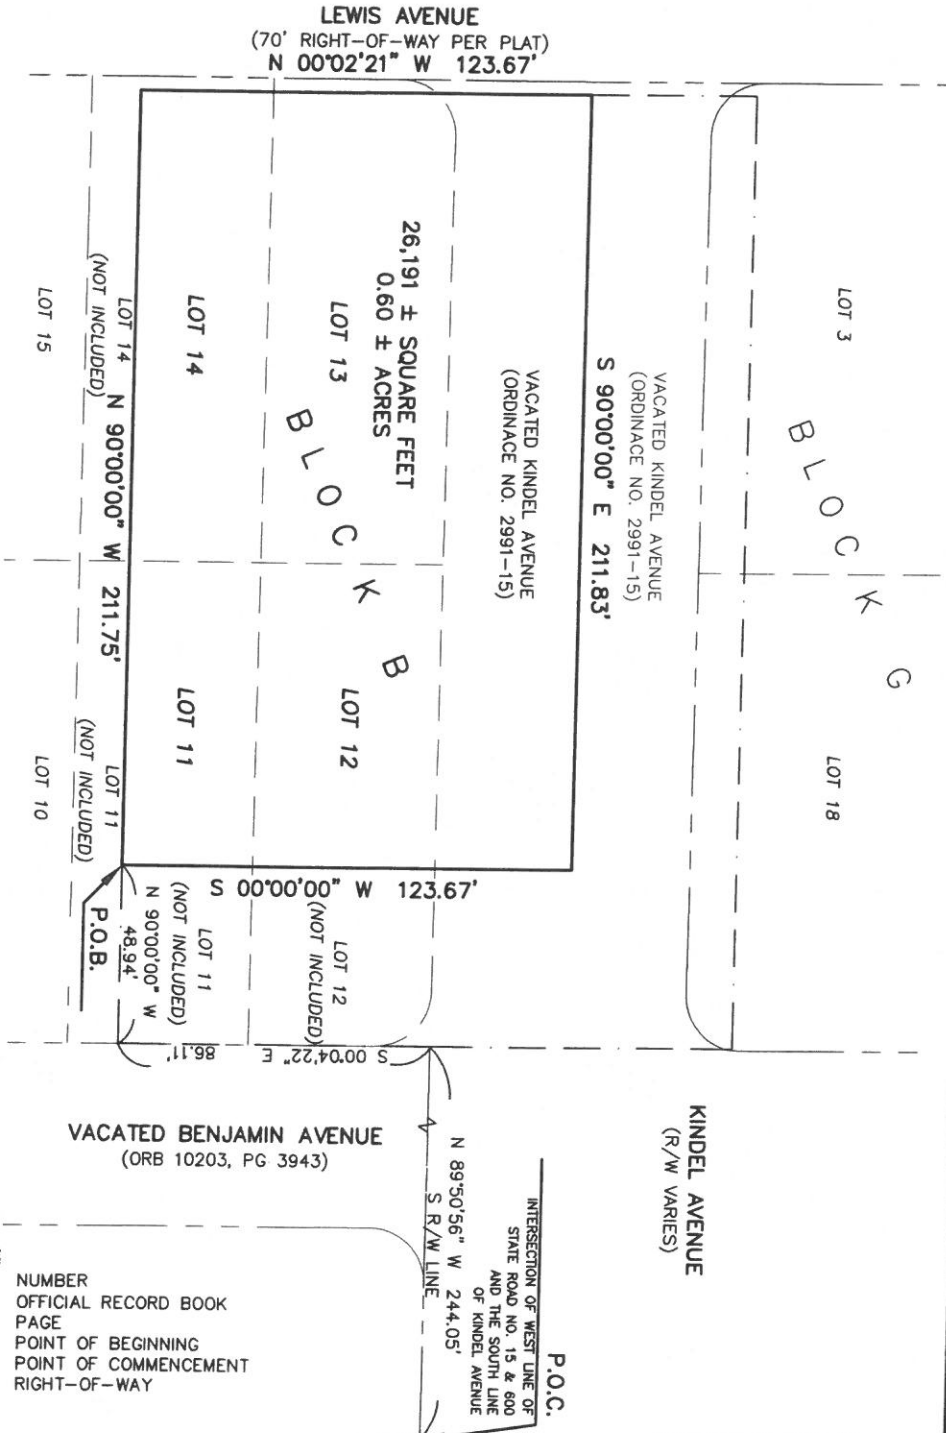 LEWIS AVENUE
(70' RIGHT-OF-WAY PER PLAT)
N 00°02'21" W 123.67'
LOT 3
BLOCK G
LOT 18
VACATED KINDEL AVENUE
(ORDINACE NO. 2991-15)
S 90°00'00" E 211.83'
VACATED KINDEL AVENUE
(ORDINACE NO. 2991-15)
26,191 ± SQUARE FEET
0.60 ± ACRES
LOT 13
BLOCK B
LOT 12
LOT 14
LOT 11
LOT 14
(NOT INCLUDED)
N 90°00'00" W 211.75'
LOT 11
(NOT INCLUDED)
LOT 15
LOT 10
S 00°00'00" W 123.67'
LOT 12
(NOT INCLUDED)
LOT 11
(NOT INCLUDED)
N 90°00'00" W
48.94'
P.O.B.
S 00°04'22" E
86.11'
VACATED BENJAMIN AVENUE
(ORB 10203, PG 3943)
KINDEL AVENUE
(R/W VARIES)
N 89°50'56" W 244.05'
S R/W LINE
P.O.C.
INTERSECTION OF WEST LINE OF
STATE ROAD NO. 15 & 600
AND THE SOUTH LINE
OF KINDEL AVENUE
NUMBER
OFFICIAL RECORD BOOK
PAGE
POINT OF BEGINNING
POINT OF COMMENCEMENT
RIGHT-OF-WAY